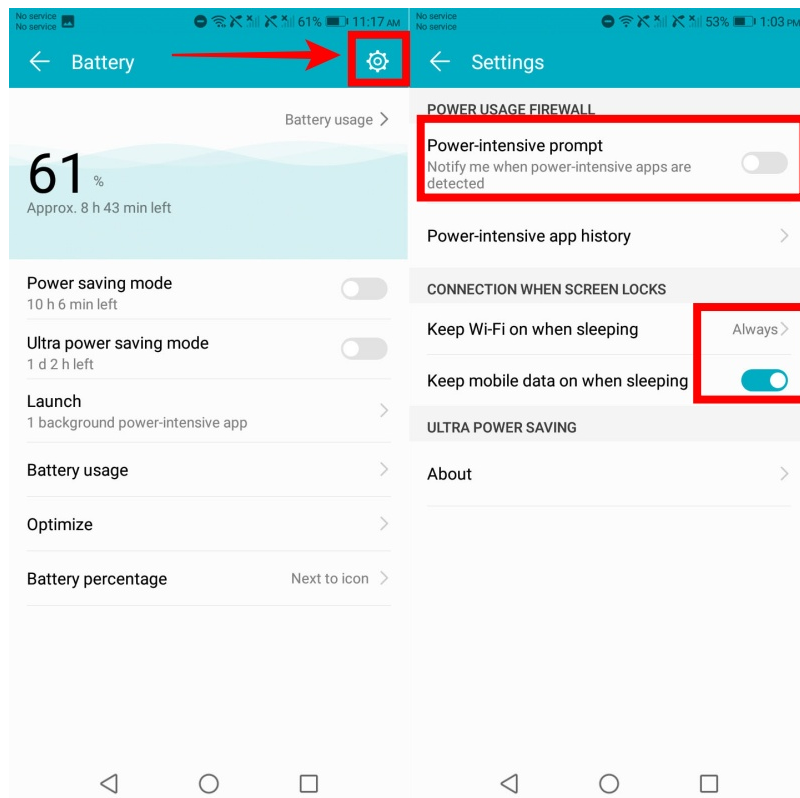 No service
No service
61% 11:17 AM
Battery
Battery usage
61 %
Approx. 8 h 43 min left
Power saving mode
10 h 6 min left
Ultra power saving mode
1 d 2 h left
Launch
1 background power-intensive app
Battery usage
Optimize
Battery percentage Next to icon
No service
No service
53% 1:03 PM
Settings
POWER USAGE FIREWALL
Power-intensive prompt
Notify me when power-intensive apps are
detected
Power-intensive app history
CONNECTION WHEN SCREEN LOCKS
Keep Wi-Fi on when sleeping Always
Keep mobile data on when sleeping
ULTRA POWER SAVING
About